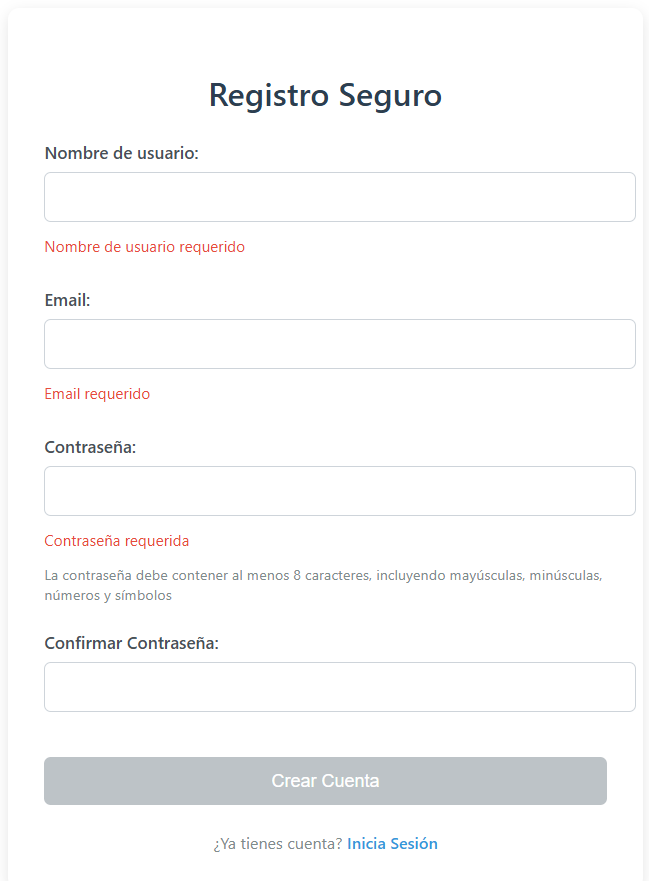 Registro Seguro
Nombre de usuario:
Nombre de usuario requerido
Email:
Email requerido
Contraseña:
Contraseña requerida
La contraseña debe contener al menos 8 caracteres, incluyendo mayúsculas, minúsculas,
números y símbolos
Confirmar Contraseña:
Crear Cuenta
¿Ya tienes cuenta? Inicia Sesión